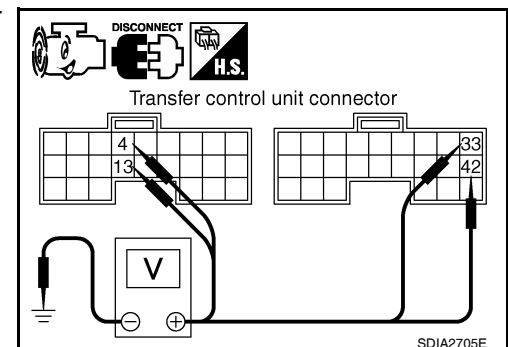 DISCONNECT
H.S.
Transfer control unit connector
4
33
13
42
V
− +
SDIA2705E